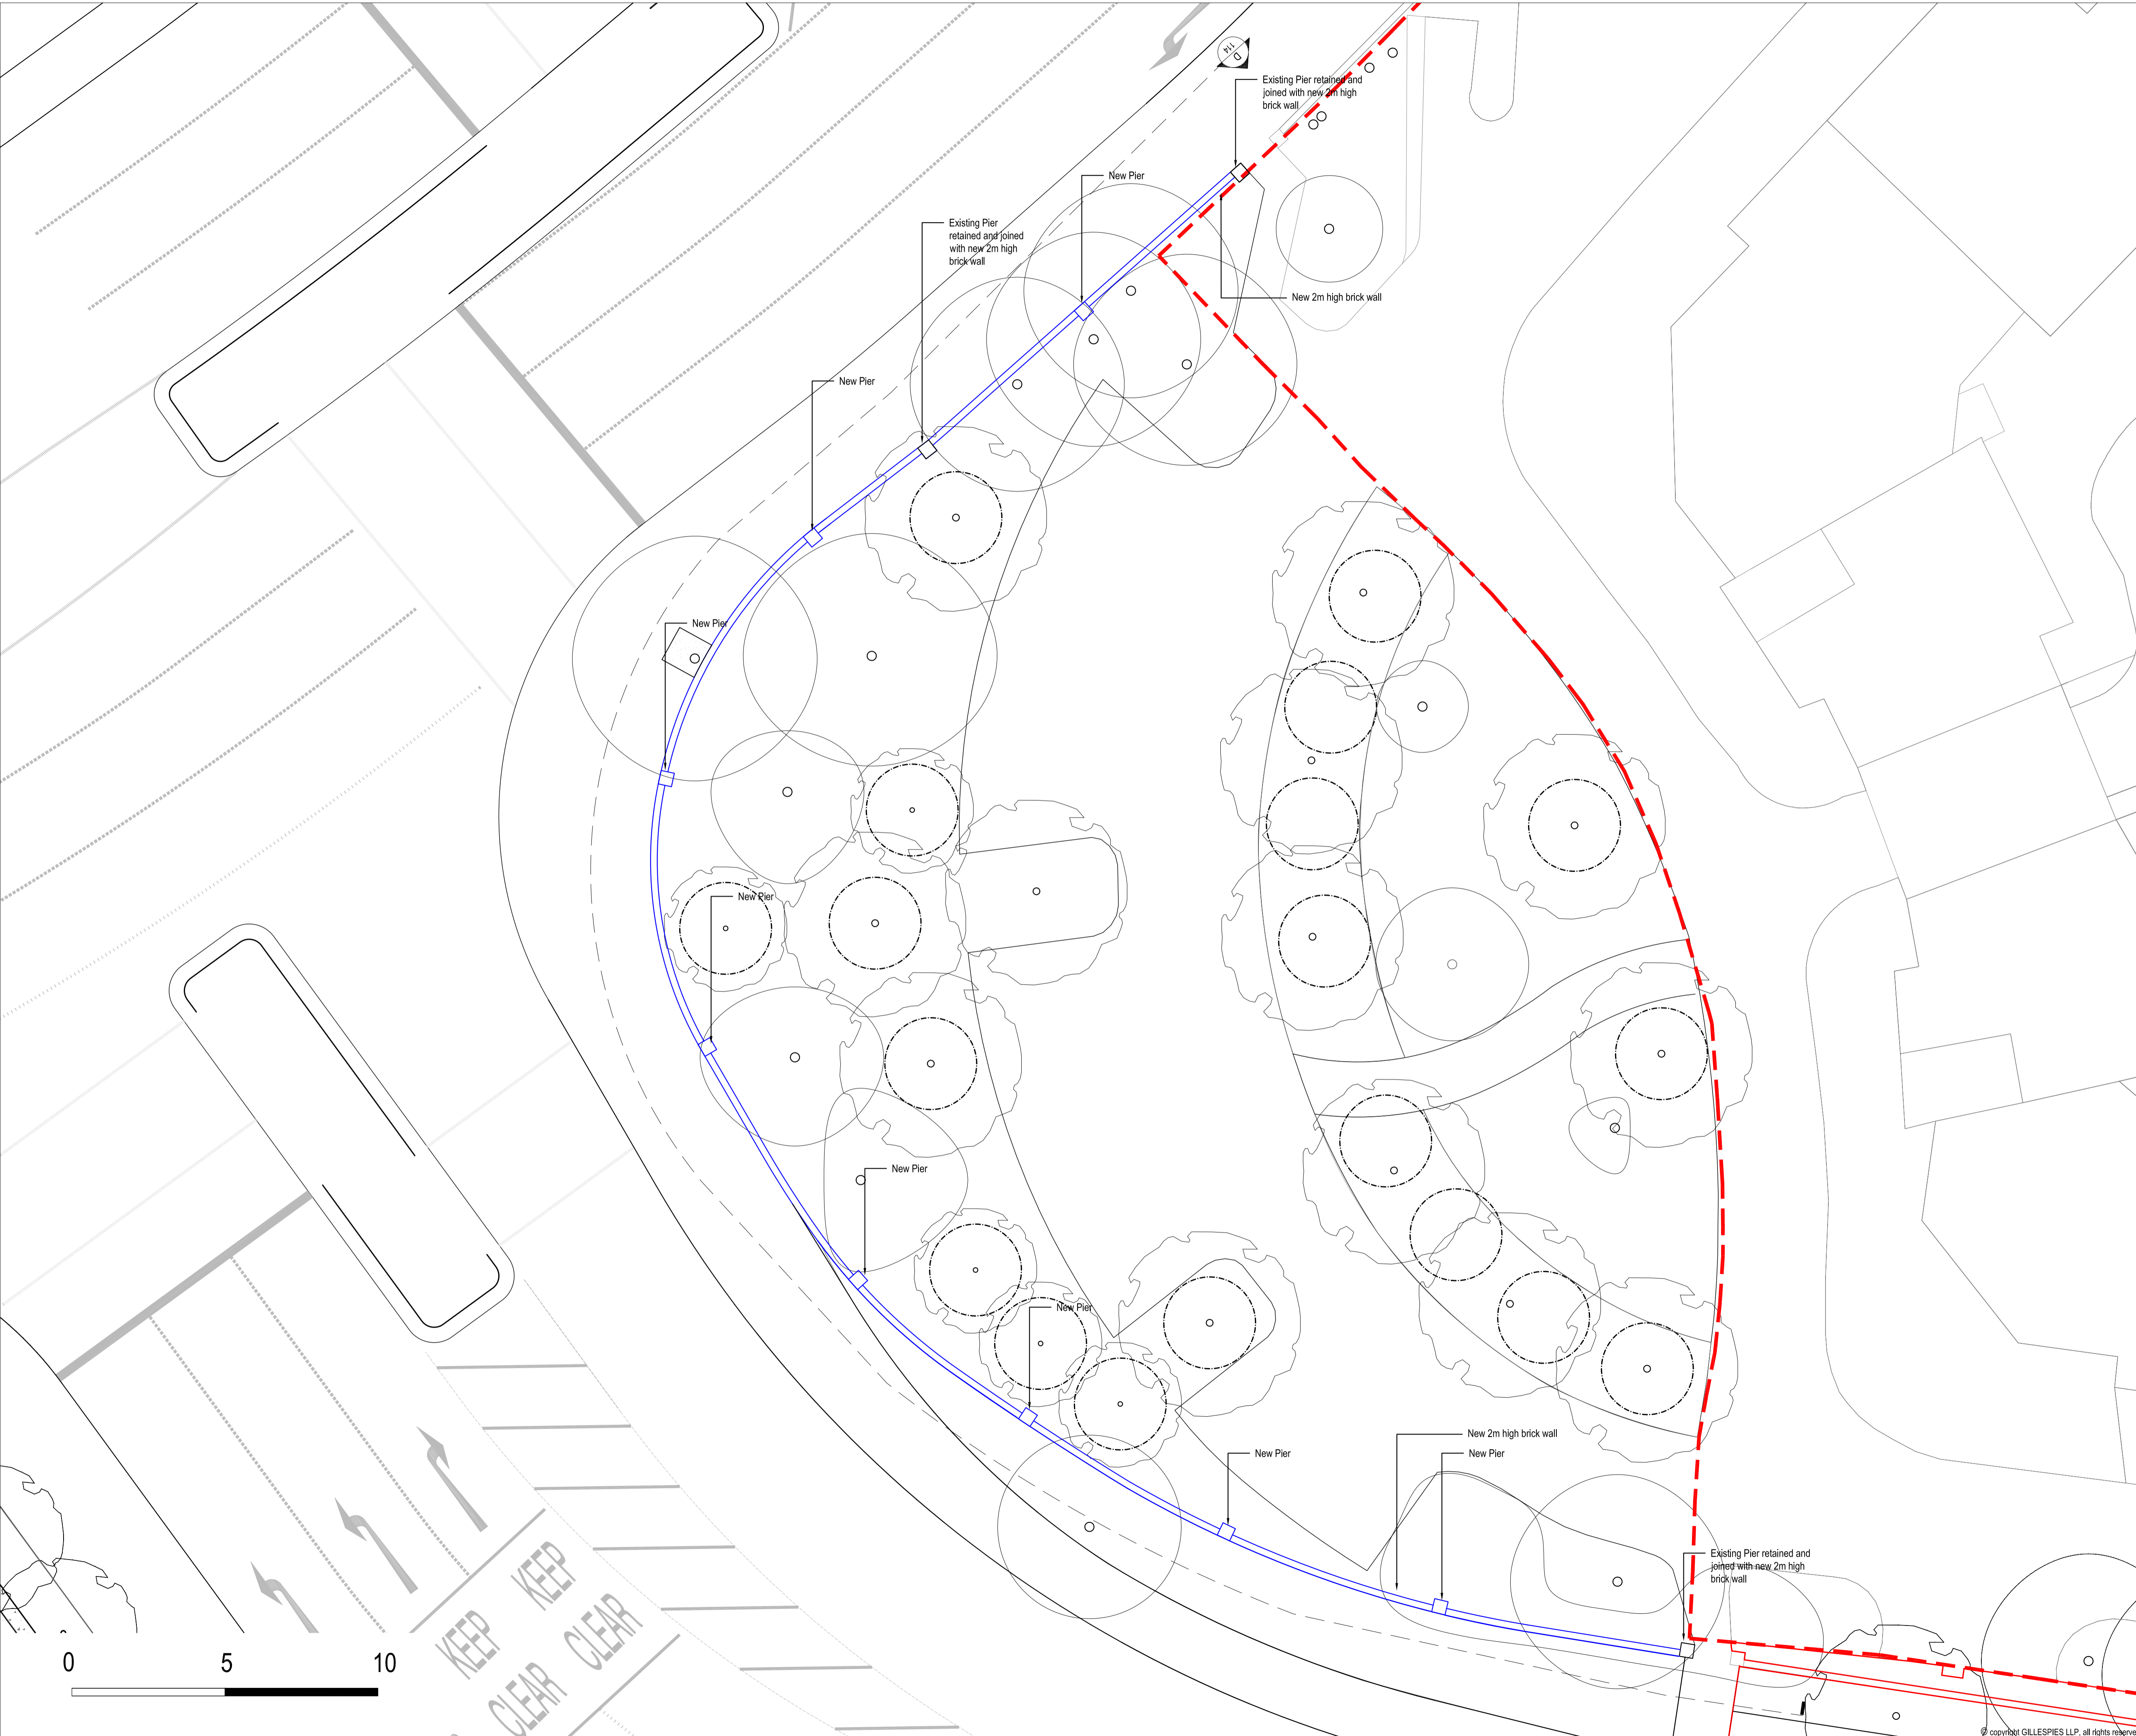 D
114
Existing Pier retained and
joined with new 2m high
brick wall
New Pier
Existing Pier
retained and joined
with new 2m high
brick wall
New 2m high brick wall
New Pier
New Pier
New Pier
New Pier
New Pier
New 2m high brick wall
New Pier
New Pier
Existing Pier retained and
joined with new 2m high
brick wall
KEEP
CLEAR
KEEP
CLEAR
0 5 10
© copyright GILLESPIES LLP, all rights reserve